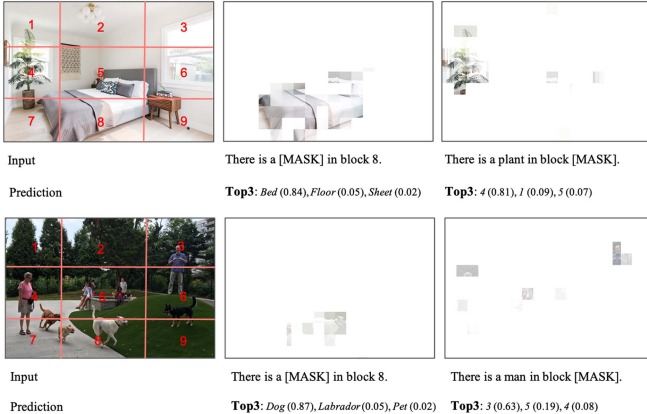 1 2 3
4 5 6
7 8 9
Input There is a [MASK] in block 8. There is a plant in block [MASK].
Prediction Top3: Bed (0.84), Floor (0.05), Sheet (0.02) Top3: 4 (0.81), 1 (0.09), 5 (0.07)
1 2 3
4 5 6
7 8 9
Input There is a [MASK] in block 8. There is a man in block [MASK].
Prediction Top3: Dog (0.87), Labrador (0.05), Pet (0.02) Top3: 3 (0.63), 5 (0.19), 4 (0.08)